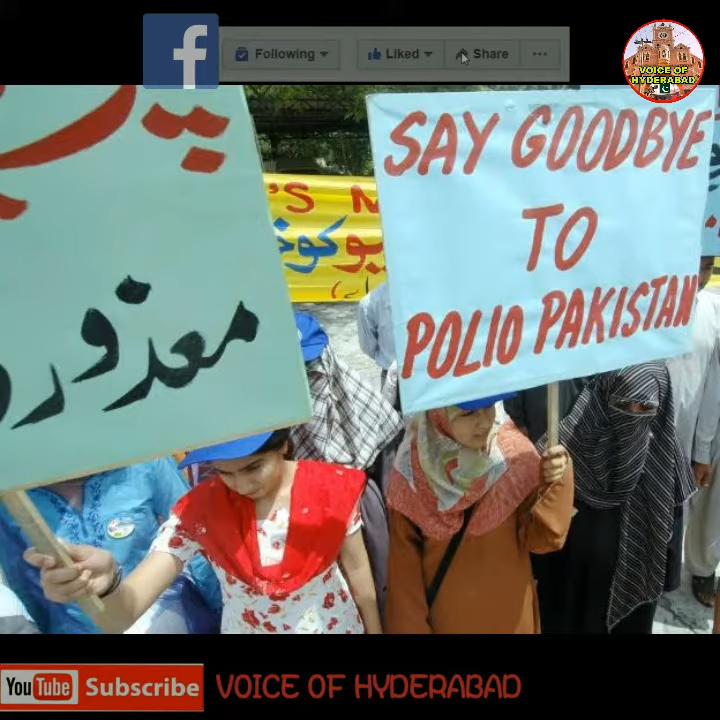 Following
Liked
Share
VOICE OF
HYDERABAD
SAY GOODBYE
TO
POLIO PAKISTAN
'S
معذور
YouTube Subscribe
VOICE OF HYDERABAD